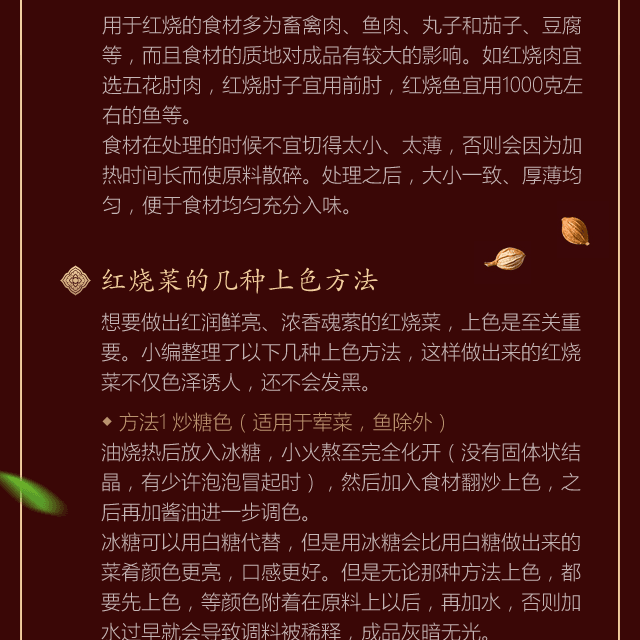 用于红烧的食材多为畜禽肉、鱼肉、丸子和茄子、豆腐
等，而且食材的质地对成品有较大的影响。如红烧肉宜
选五花肘肉，红烧肘子宜用前肘，红烧鱼宜用1000克左
右的鱼等。
食材在处理的时候不宜切得太小、太薄，否则会因为加
热时间长而使原料散碎。处理之后，大小一致、厚薄均
匀，便于食材均匀充分入味。
红烧菜的几种上色方法
想要做出红润鲜亮、浓香魂萦的红烧菜，上色是至关重
要。小编整理了以下几种上色方法，这样做出来的红烧
菜不仅色泽诱人，还不会发黑。
方法1 炒糖色（适用于荤菜，鱼除外）
油烧热后放入冰糖，小火熬至完全化开（没有固体状结
晶，有少许泡泡冒起时），然后加入食材翻炒上色，之
后再加酱油进一步调色。
冰糖可以用白糖代替，但是用冰糖会比用白糖做出来的
菜肴颜色更亮，口感更好。但是无论那种方法上色，都
要先上色，等颜色附着在原料上以后，再加水，否则加
水过早就会导致调料被稀释，成品灰暗无光。